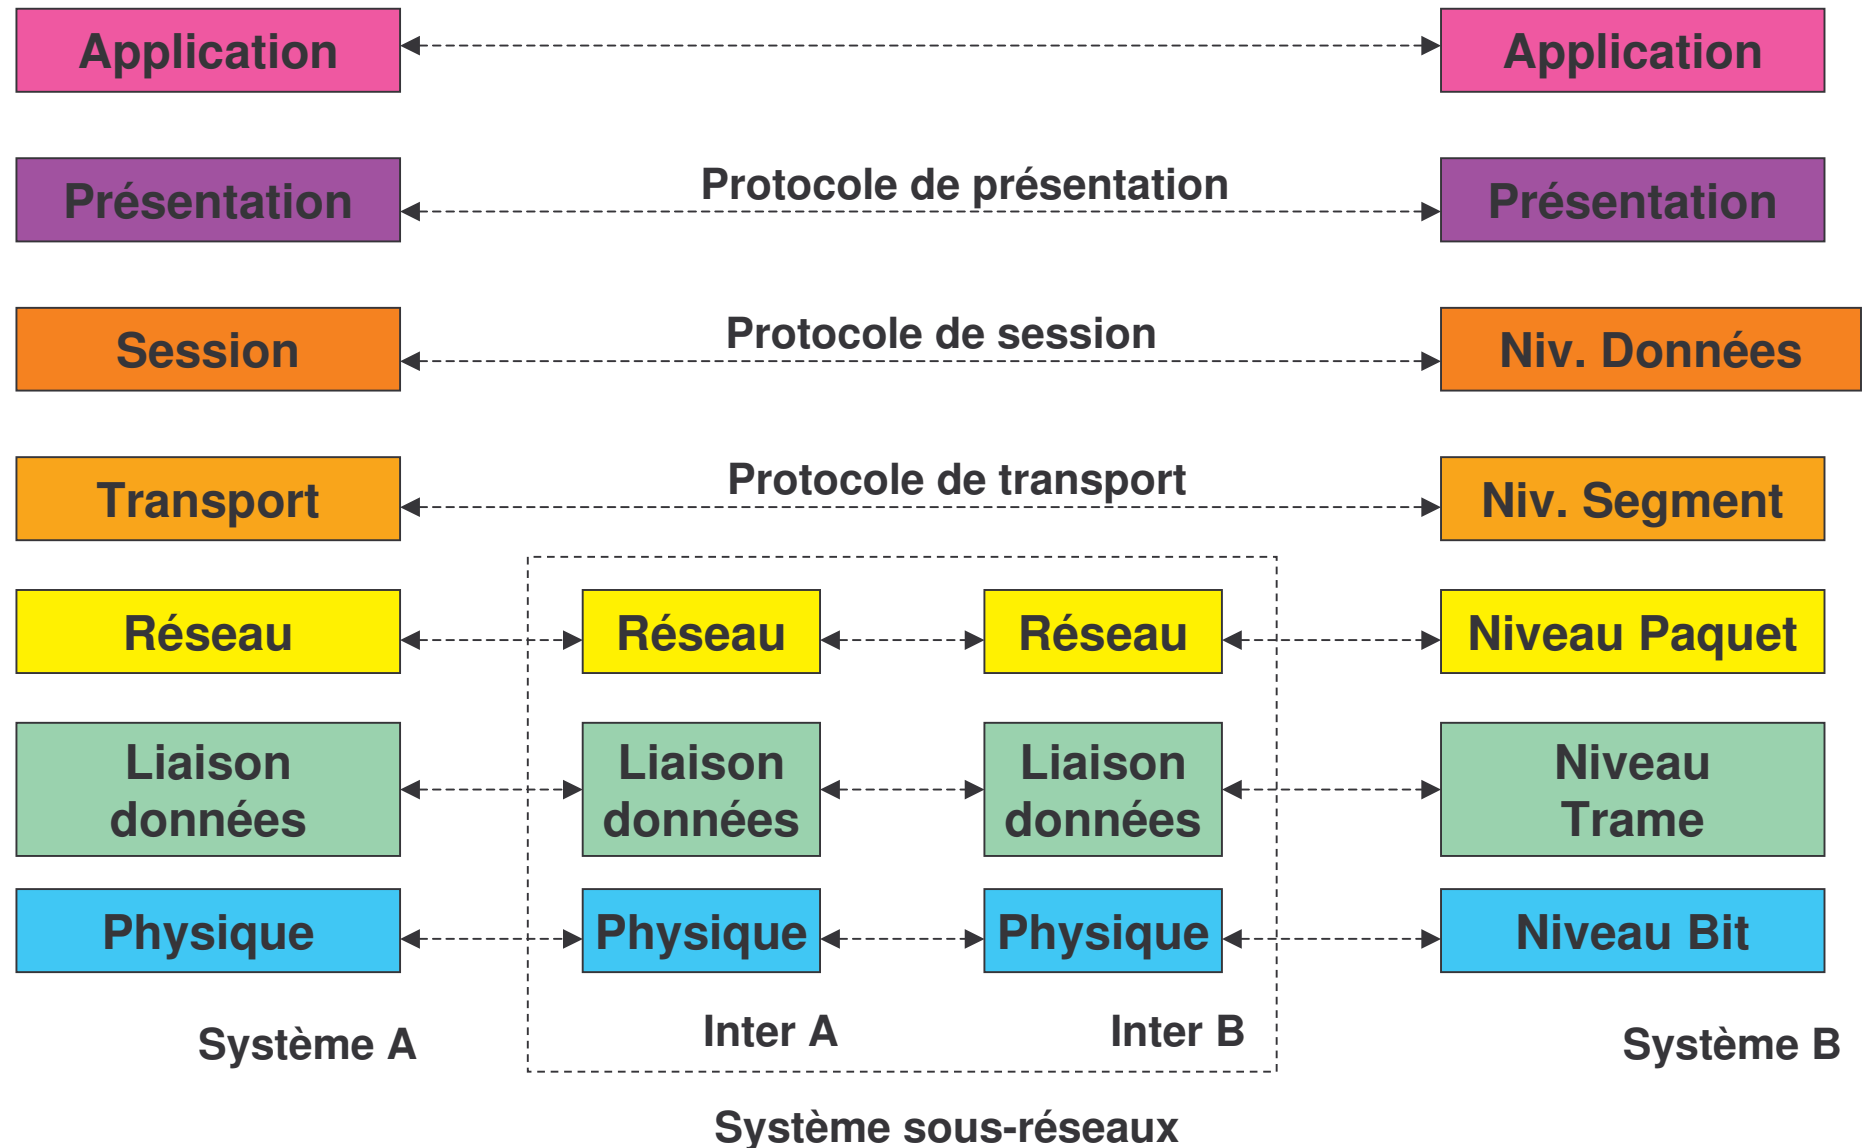 Application
Application
Présentation
Protocole de présentation
Présentation
Session
Protocole de session
Niv. Données
Transport
Protocole de transport
Niv. Segment
Réseau
Réseau
Réseau
Niveau Paquet
Liaison
données
Liaison
données
Liaison
données
Niveau
Trame
Physique
Physique
Physique
Niveau Bit
Système A
Inter A
Inter B
Système B
Système sous-réseaux